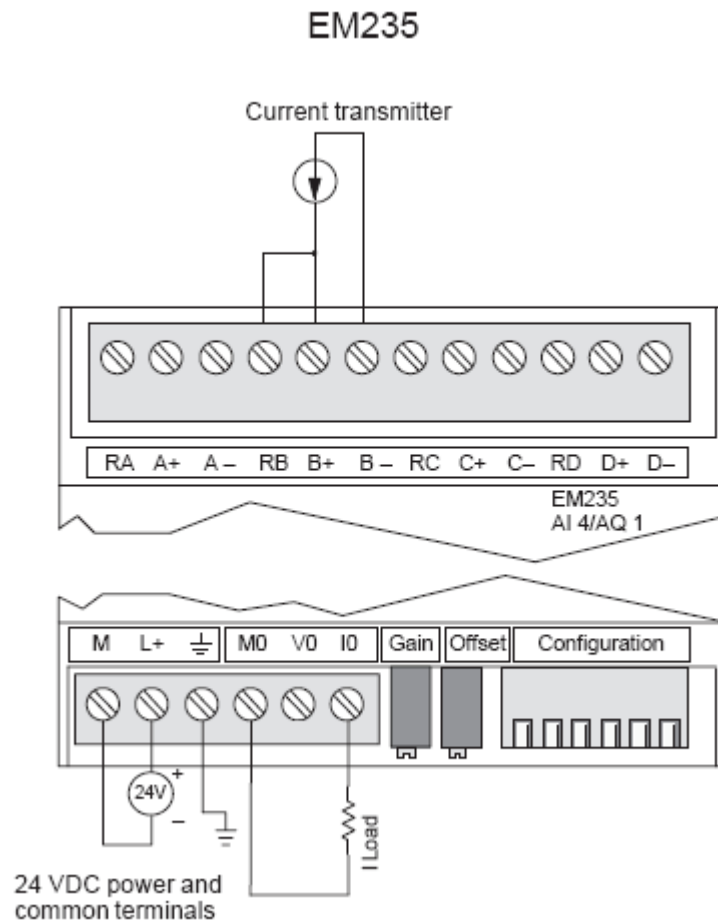 EM235
Current transmitter
RA A+ A– RB B+ B– RC C+ C– RD D+ D–
EM235
AI 4/AQ 1
M L+ M0 V0 I0 Gain Offset Configuration
24V
+
–
I Load
24 VDC power and
common terminals